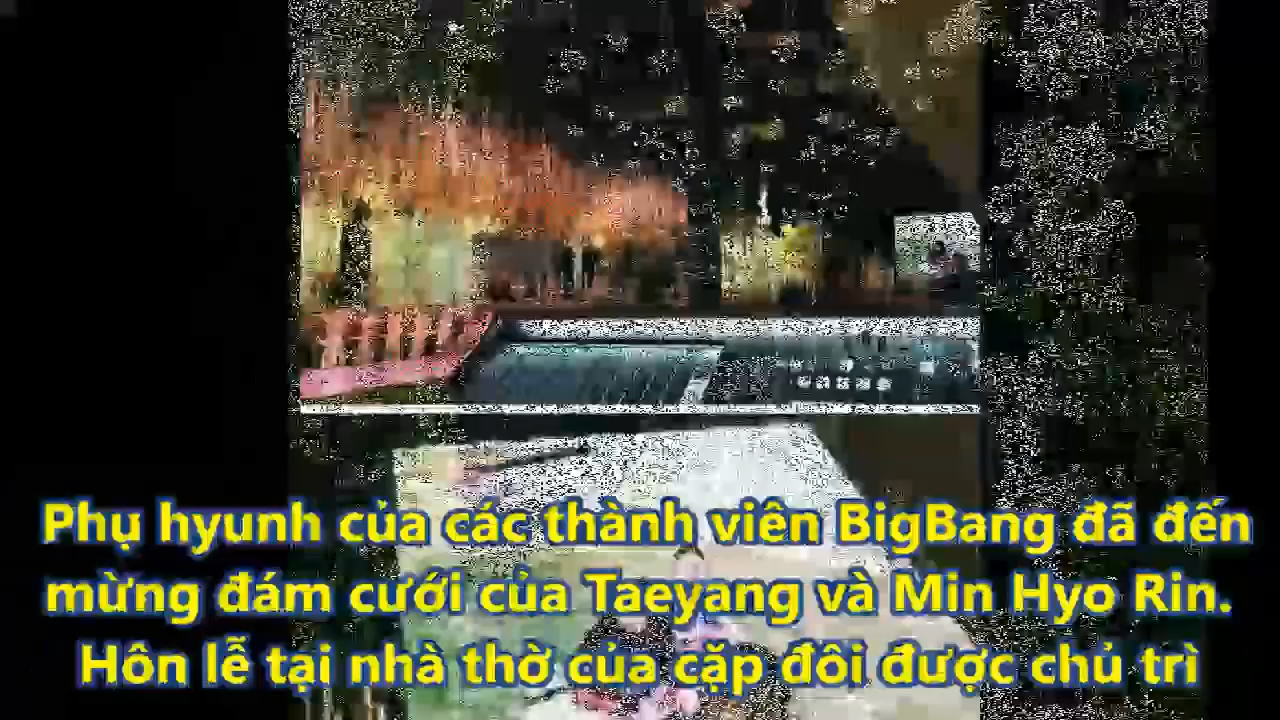 Phụ hyunh của các thành viên BigBang đã đến
mừng đám cưới của Taeyang và Min Hyo Rin.
Hôn lễ tại nhà thờ của cặp đôi được chủ trì